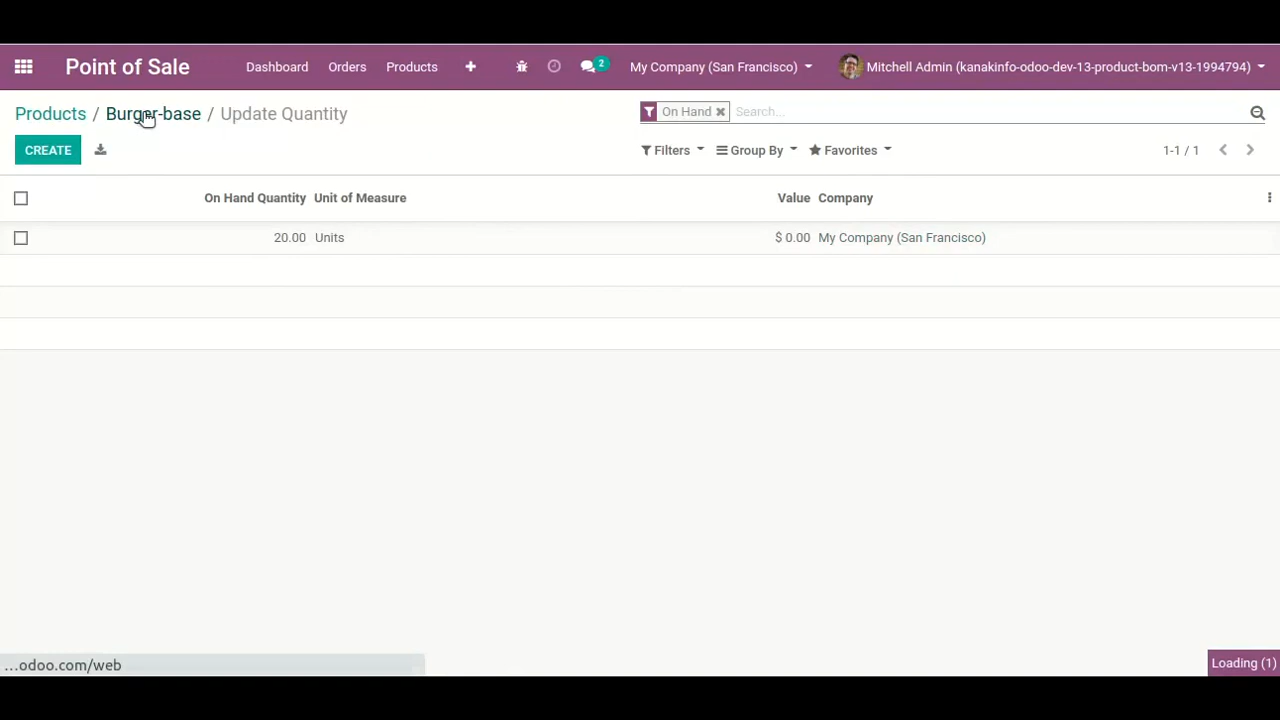 Point of Sale Dashboard Orders Products + 2 My Company (San Francisco) Mitchell Admin (kanakinfo-odoo-dev-13-product-bom-v13-1994794)
Products / Burger-base / Update Quantity On Hand Search...
CREATE Filters Group By Favorites 1-1 / 1
On Hand Quantity Unit of Measure Value Company
20.00 Units $ 0.00 My Company (San Francisco)
...odoo.com/web Loading (1)